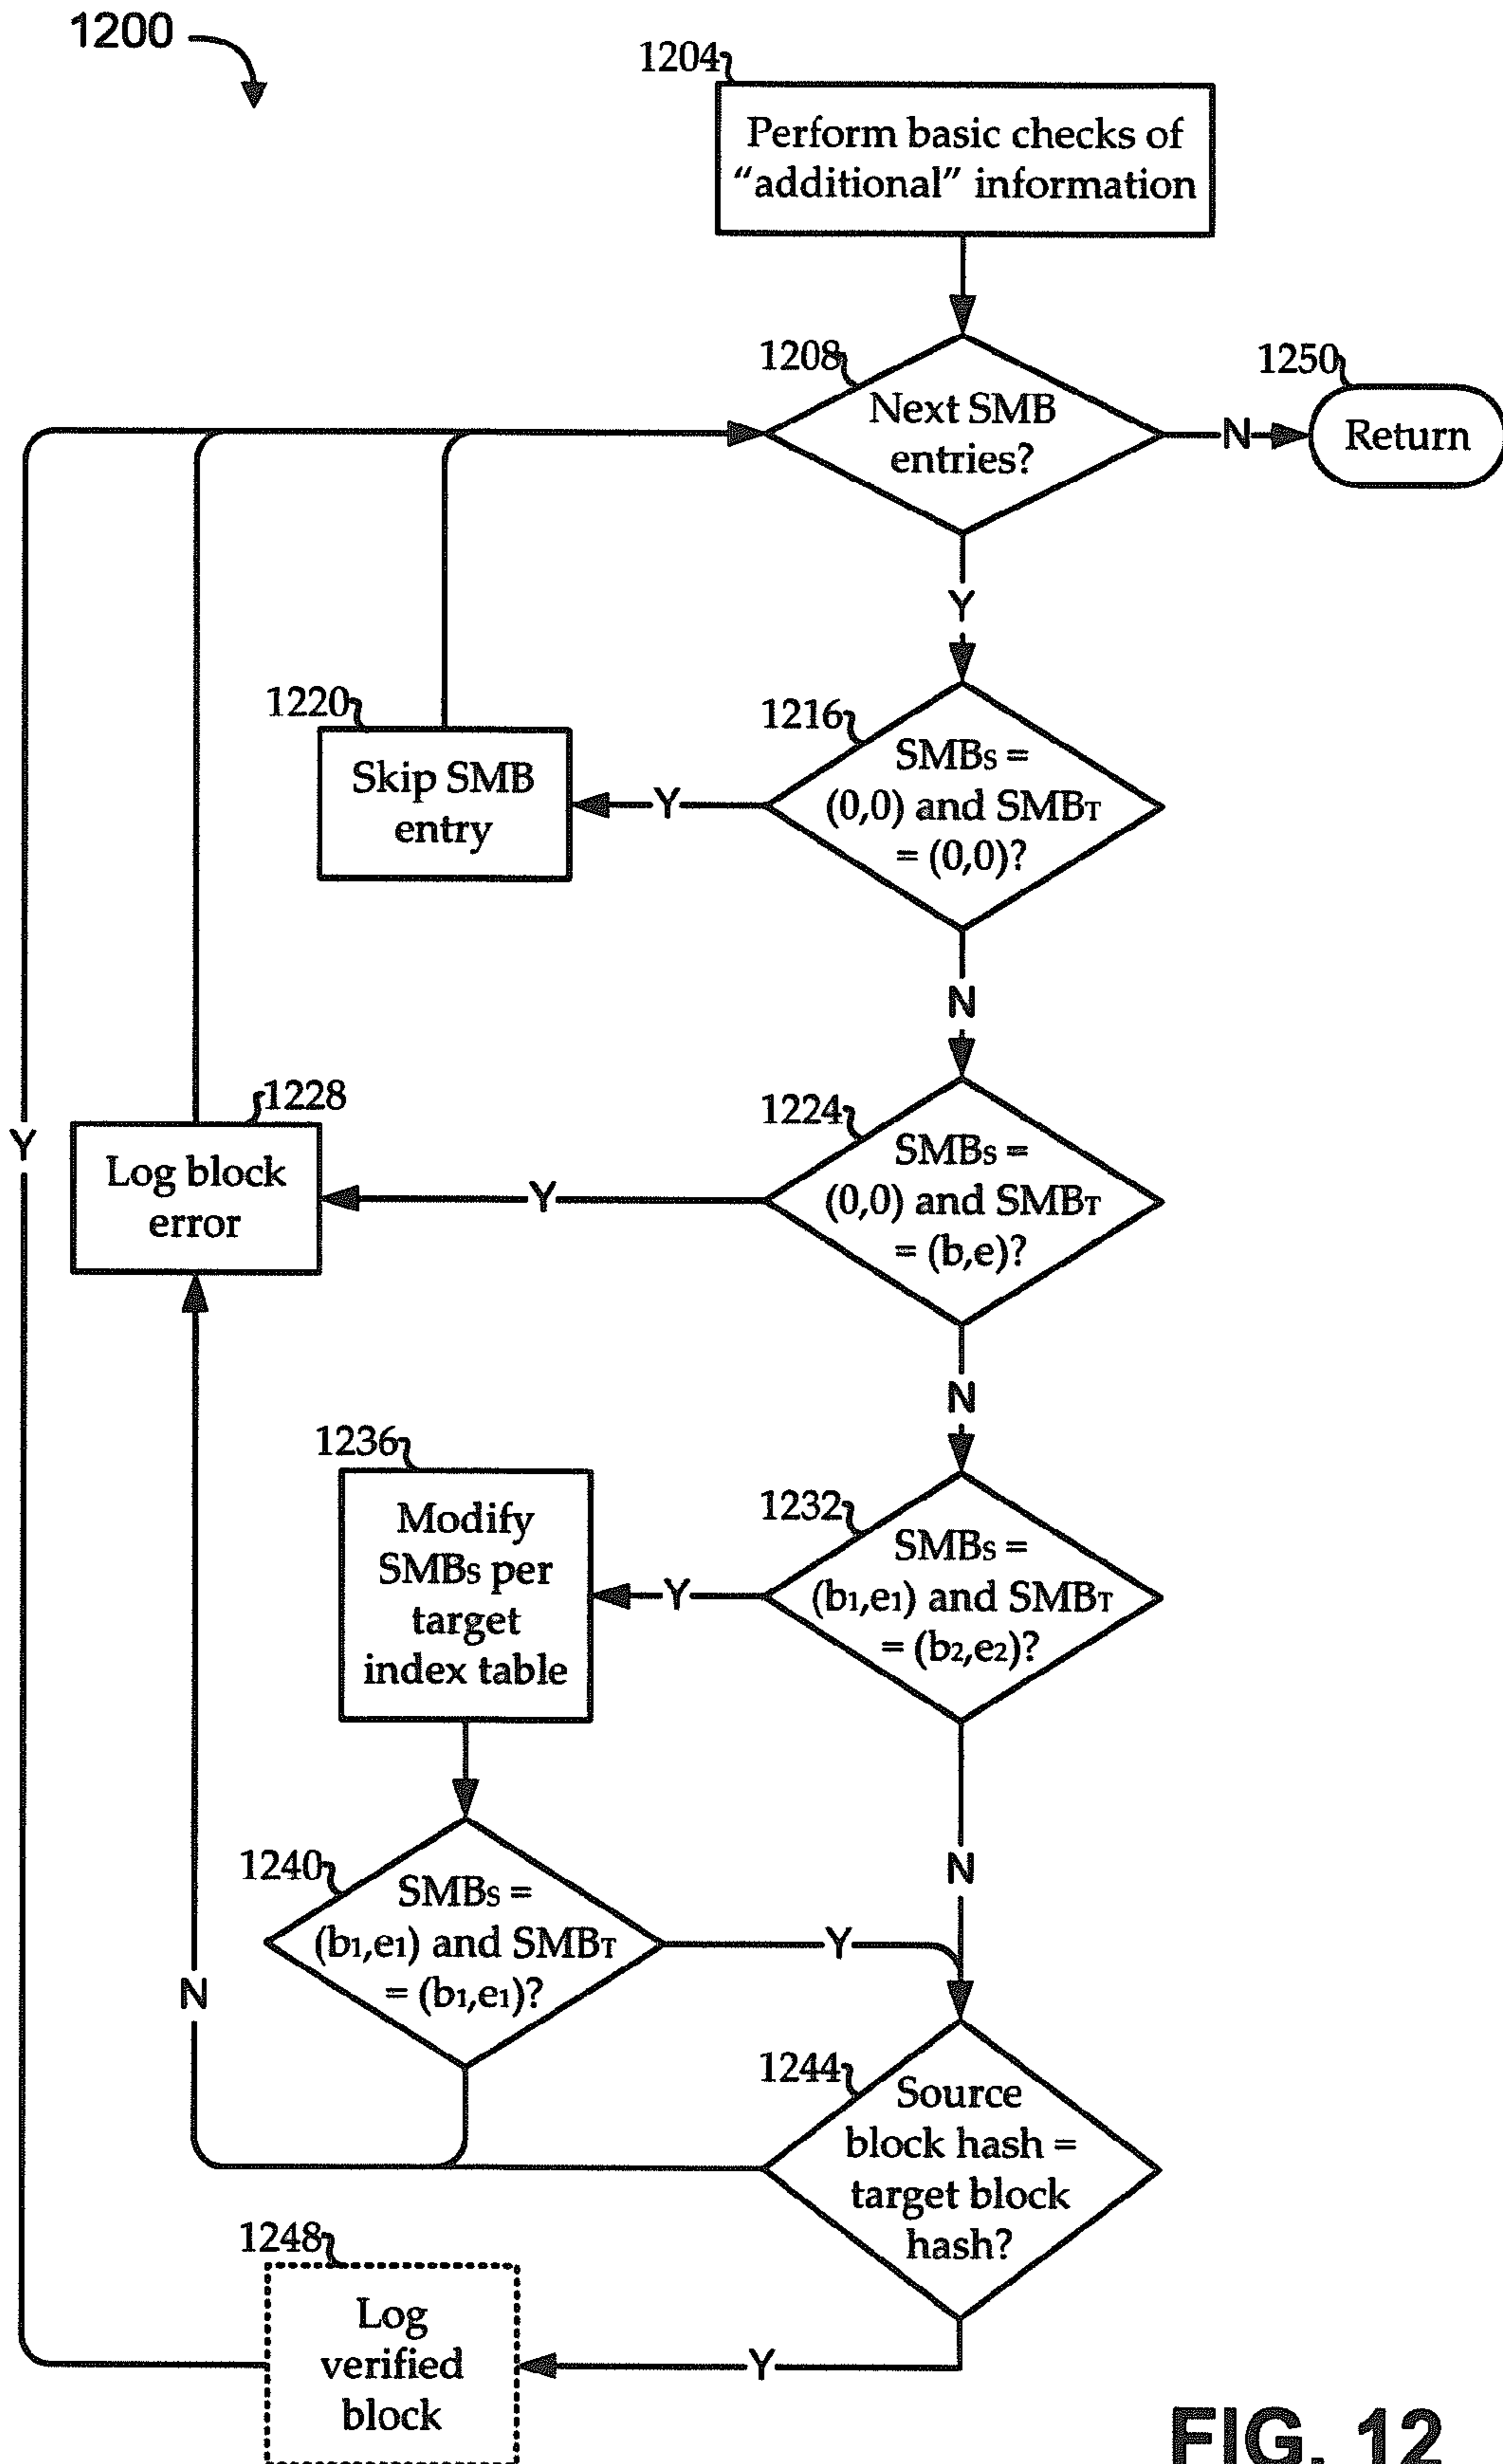 1200
1204
Perform basic checks of
“additional” information
1208
Next SMB
entries?
N
1250
Return
Y
1216
SMBS =
(0,0) and SMBT
= (0,0)?
Y
1220
Skip SMB
entry
N
1224
SMBS =
(0,0) and SMBT
= (b,e)?
Y
1228
Log block
error
Y
N
1232
SMBS =
(b1,e1) and SMBT
= (b2,e2)?
Y
1236
Modify
SMBS per
target
index table
N
1240
SMBS =
(b1,e1) and SMBT
= (b1,e1)?
Y
N
1244
Source
block hash =
target block
hash?
Y
1248
Log
verified
block
FIG. 12